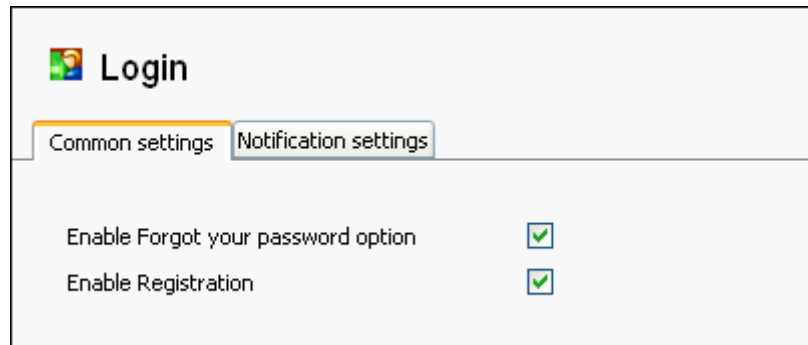 Login
Common settings
Notification settings
Enable Forgot your password option
Enable Registration